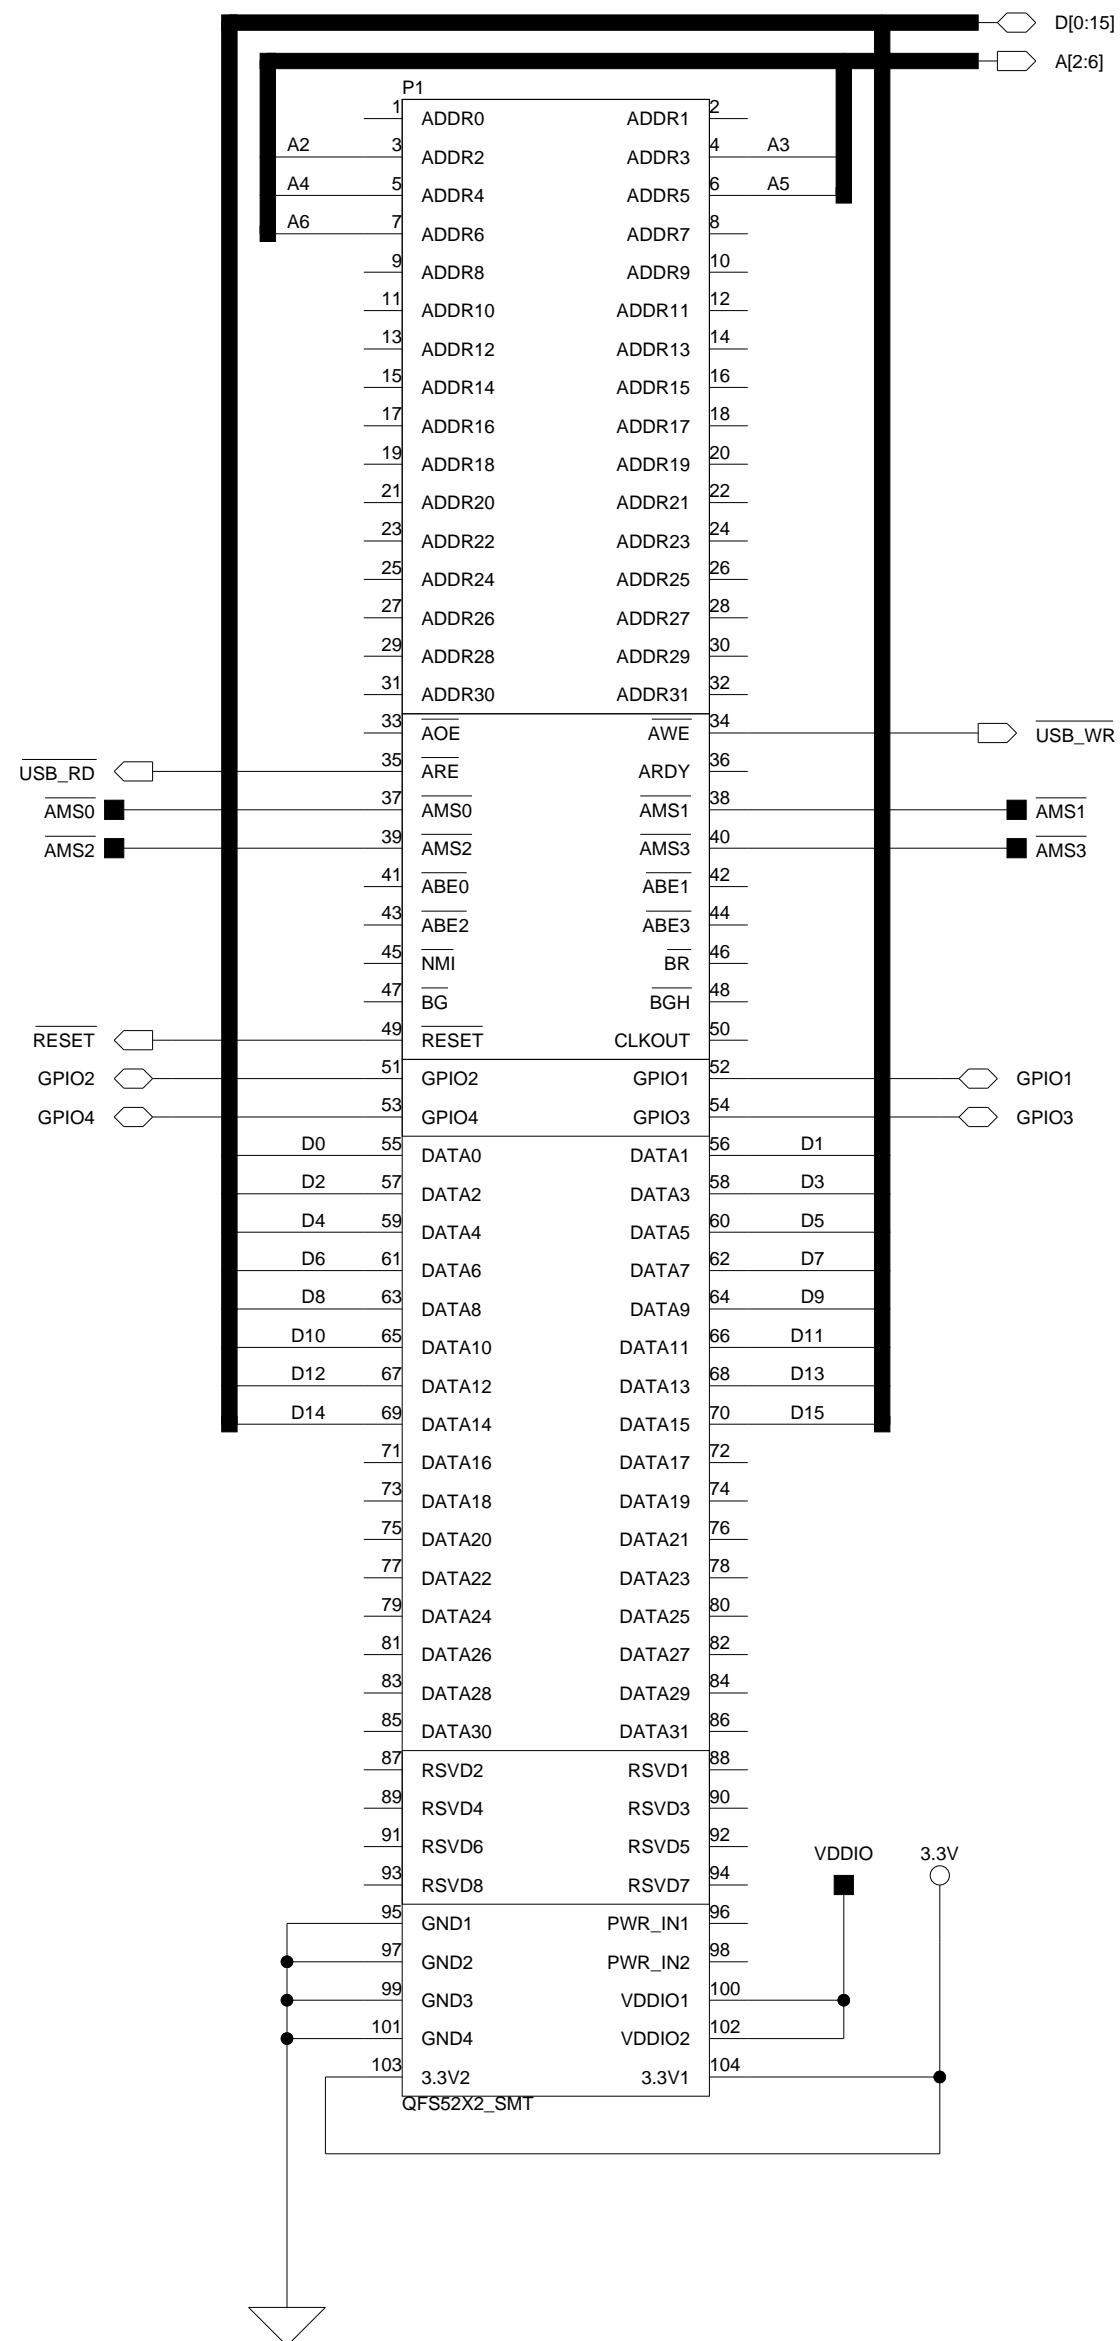 D[0:15]
A[2:6]
P1
1 ADDR0 ADDR1 2
A2 3 ADDR2 ADDR3 4 A3
A4 5 ADDR4 ADDR5 6 A5
A6 7 ADDR6 ADDR7 8
9 ADDR8 ADDR9 10
11 ADDR10 ADDR11 12
13 ADDR12 ADDR13 14
15 ADDR14 ADDR15 16
17 ADDR16 ADDR17 18
19 ADDR18 ADDR19 20
21 ADDR20 ADDR21 22
23 ADDR22 ADDR23 24
25 ADDR24 ADDR25 26
27 ADDR26 ADDR27 28
29 ADDR28 ADDR29 30
31 ADDR30 ADDR31 32
33 AOE AWE 34 USB_WR
USB_RD 35 ARE ARDY 36
AMS0 37 AMS0 AMS1 38 AMS1
AMS2 39 AMS2 AMS3 40 AMS3
41 ABE0 ABE1 42
43 ABE2 ABE3 44
45 NMI BR 46
47 BG BGH 48
RESET 49 RESET CLKOUT 50
GPIO2 51 GPIO2 GPIO1 52 GPIO1
GPIO4 53 GPIO4 GPIO3 54 GPIO3
D0 55 DATA0 DATA1 56 D1
D2 57 DATA2 DATA3 58 D3
D4 59 DATA4 DATA5 60 D5
D6 61 DATA6 DATA7 62 D7
D8 63 DATA8 DATA9 64 D9
D10 65 DATA10 DATA11 66 D11
D12 67 DATA12 DATA13 68 D13
D14 69 DATA14 DATA15 70 D15
71 DATA16 DATA17 72
73 DATA18 DATA19 74
75 DATA20 DATA21 76
77 DATA22 DATA23 78
79 DATA24 DATA25 80
81 DATA26 DATA27 82
83 DATA28 DATA29 84
85 DATA30 DATA31 86
87 RSVD2 RSVD1 88
89 RSVD4 RSVD3 90
91 RSVD6 RSVD5 92
VDDIO 3.3V
93 RSVD8 RSVD7 94
95 GND1 PWR_IN1 96
97 GND2 PWR_IN2 98
99 GND3 VDDIO1 100
101 GND4 VDDIO2 102
103 3.3V2 3.3V1 104
QFS52X2_SMT